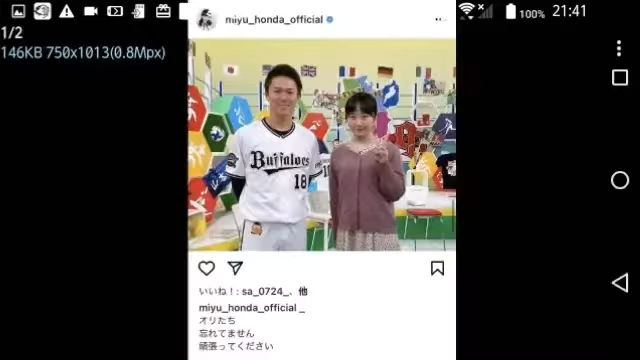 100% 21:41
1/2
146KB 750x1013(0.8Mpx)
miyu_honda_official
Buffaloes
18
いいね！: sa_0724_、他
miyu_honda_official _
オリたち
忘れてません
頑張ってください